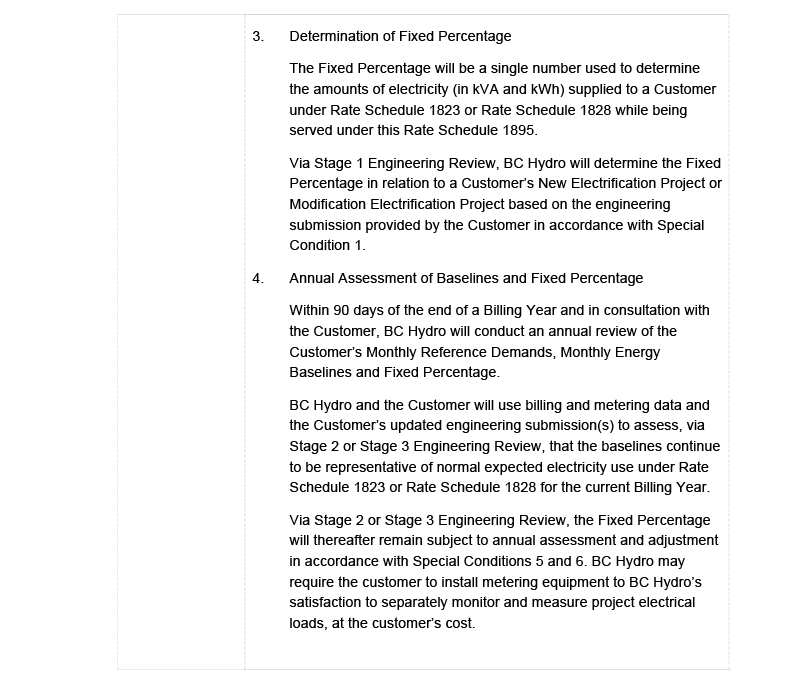 3. Determination of Fixed Percentage
The Fixed Percentage will be a single number used to determine
the amounts of electricity (in kVA and kWh) supplied to a Customer
under Rate Schedule 1823 or Rate Schedule 1828 while being
served under this Rate Schedule 1895.
Via Stage 1 Engineering Review, BC Hydro will determine the Fixed
Percentage in relation to a Customer’s New Electrification Project or
Modification Electrification Project based on the engineering
submission provided by the Customer in accordance with Special
Condition 1.
4. Annual Assessment of Baselines and Fixed Percentage
Within 90 days of the end of a Billing Year and in consultation with
the Customer, BC Hydro will conduct an annual review of the
Customer’s Monthly Reference Demands, Monthly Energy
Baselines and Fixed Percentage.
BC Hydro and the Customer will use billing and metering data and
the Customer’s updated engineering submission(s) to assess, via
Stage 2 or Stage 3 Engineering Review, that the baselines continue
to be representative of normal expected electricity use under Rate
Schedule 1823 or Rate Schedule 1828 for the current Billing Year.
Via Stage 2 or Stage 3 Engineering Review, the Fixed Percentage
will thereafter remain subject to annual assessment and adjustment
in accordance with Special Conditions 5 and 6. BC Hydro may
require the customer to install metering equipment to BC Hydro’s
satisfaction to separately monitor and measure project electrical
loads, at the customer’s cost.